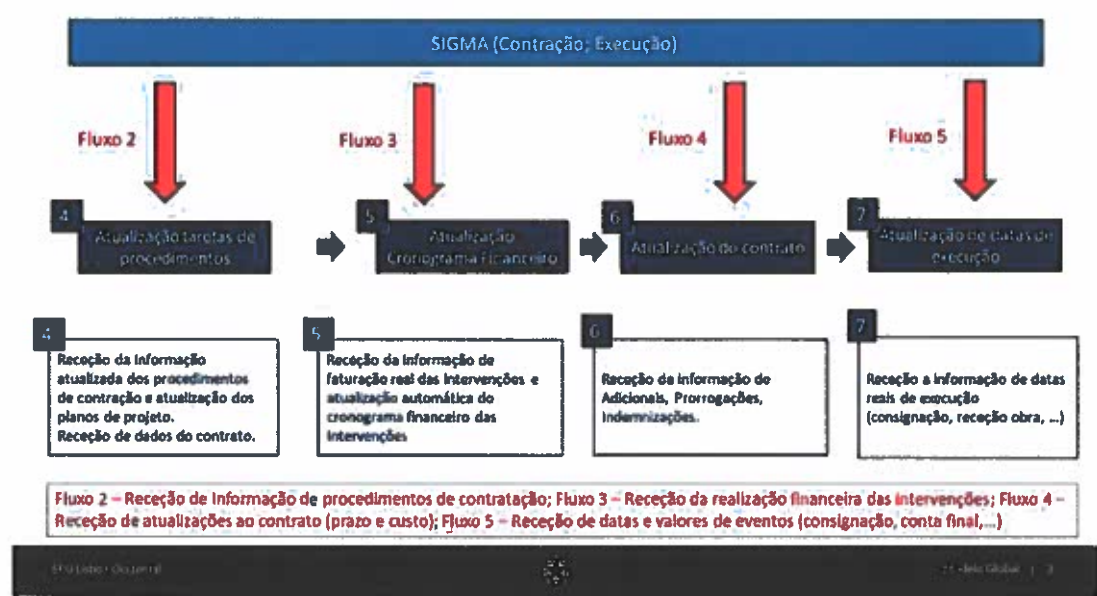 SIGMA (Contração; Execução)
Fluxo 2
Fluxo 3
Fluxo 4
Fluxo 5
4
Atualização tarefas de
procedimentos
5
Atualização
Cronograma Financeiro
6
Atualização do contrato
7
Atualização de datas de
execução
4
Receção da informação
atualizada dos procedimentos
de contração e atualização dos
planos de projeto.
Receção de dados do contrato.
5
Receção da informação de
faturação real das intervenções e
atualização automática do
cronograma financeiro das
intervenções
6
Receção da informação de
Adicionais, Prorrogações,
Indemnizações.
7
Receção a informação de datas
reais de execução
(consignação, receção obra, ...)
Fluxo 2 – Receção de Informação de procedimentos de contratação; Fluxo 3 – Receção da realização financeira das intervenções; Fluxo 4 –
Receção de atualizações ao contrato (prazo e custo); Fluxo 5 – Receção de datas e valores de eventos (consignação, conta final,...)
Global | 3